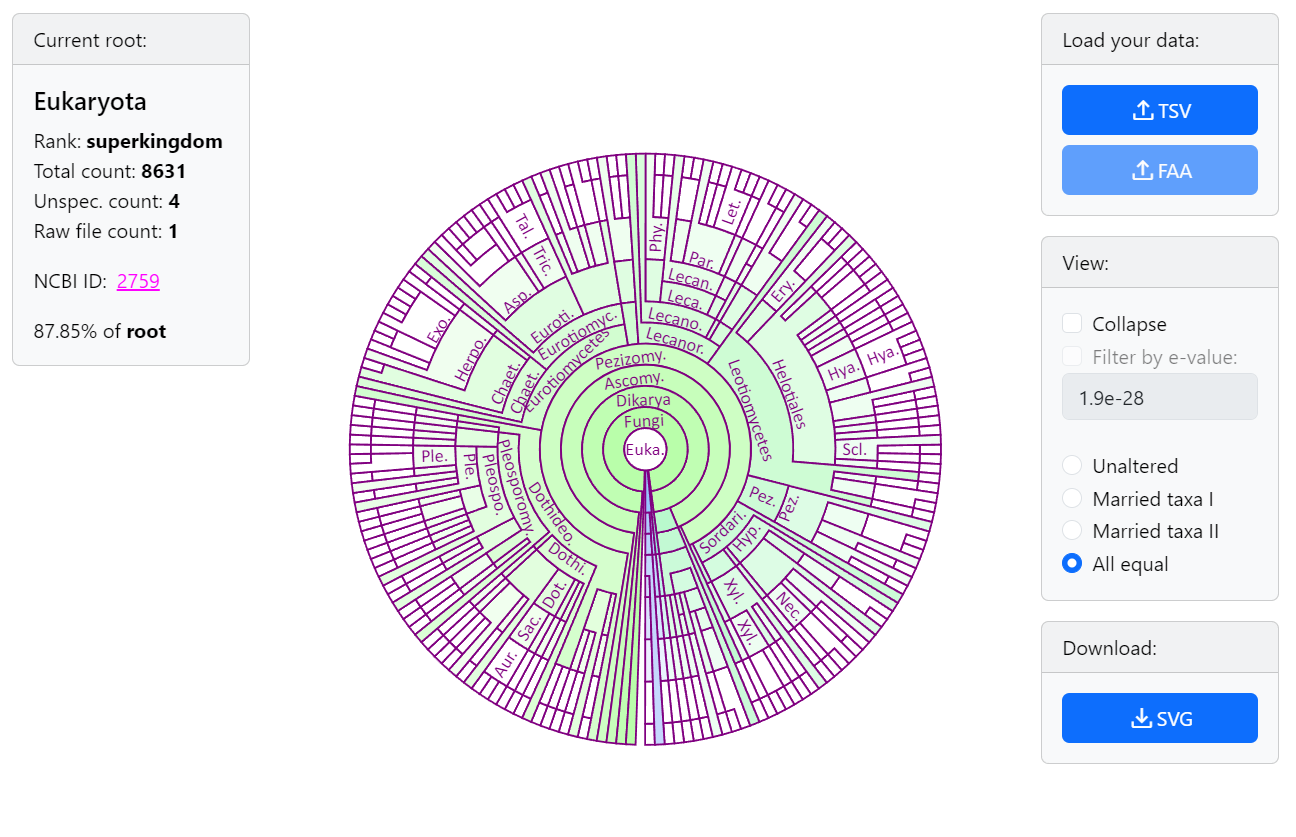 Current root:
Eukaryota
Rank: superkingdom
Total count: 8631
Unspec. count: 4
Raw file count: 1
NCBI ID: 2759
87.85% of root
Tal.
Tric.
Asp.
Euroti.
Eurotiomyc.
Eurotiomycetes
Exo.
Herpo.
Chaet.
Chaet.
Phy.
Let.
Par.
Lecan.
Leca.
Lecano.
Lecanor.
Ery.
Hya.
Hya.
Helotiales
Leotiomycetes
Scl.
Pezizomy.
Ascomy.
Dikarya
Fungi
Euka.
Ple.
Ple.
Pleospo.
Pleosporomy.
Dothideo.
Dothi.
Dot.
Sac.
Aur.
Pez.
Pez.
Sordari.
Hyp.
Xyl.
Xyl.
Nec.
Load your data:
TSV
FAA
View:
Collapse
Filter by e-value:
1.9e-28
Unaltered
Married taxa I
Married taxa II
All equal
Download:
SVG